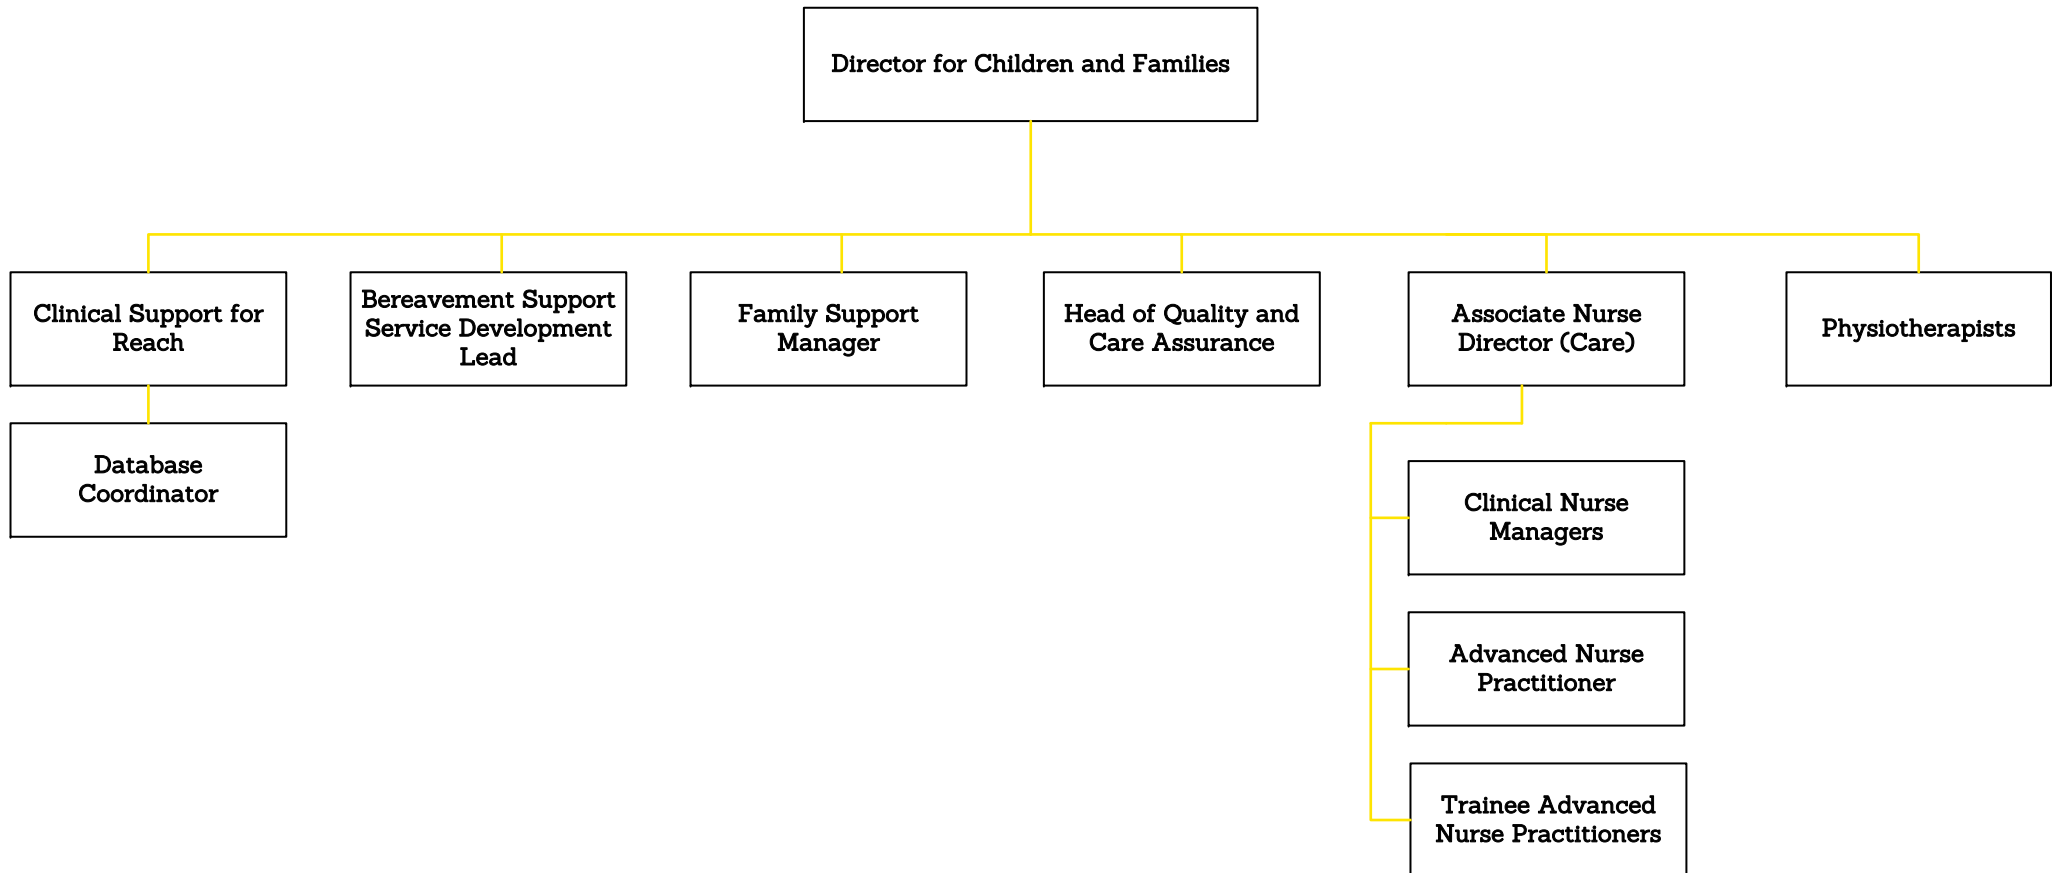 Director for Children and Families
Clinical Support for
Reach
Bereavement Support
Service Development
Lead
Family Support
Manager
Head of Quality and
Care Assurance
Associate Nurse
Director (Care)
Physiotherapists
Database
Coordinator
Clinical Nurse
Managers
Advanced Nurse
Practitioner
Trainee Advanced
Nurse Practitioners